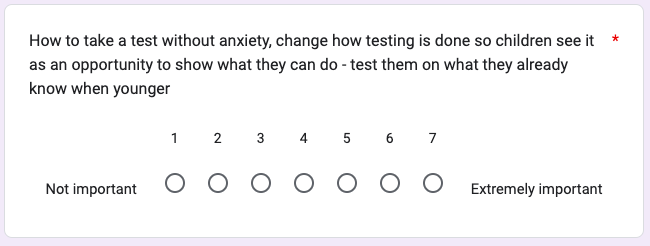 How to take a test without anxiety, change how testing is done so children see it *
as an opportunity to show what they can do - test them on what they already
know when younger
1 2 3 4 5 6 7
Not important Extremely important